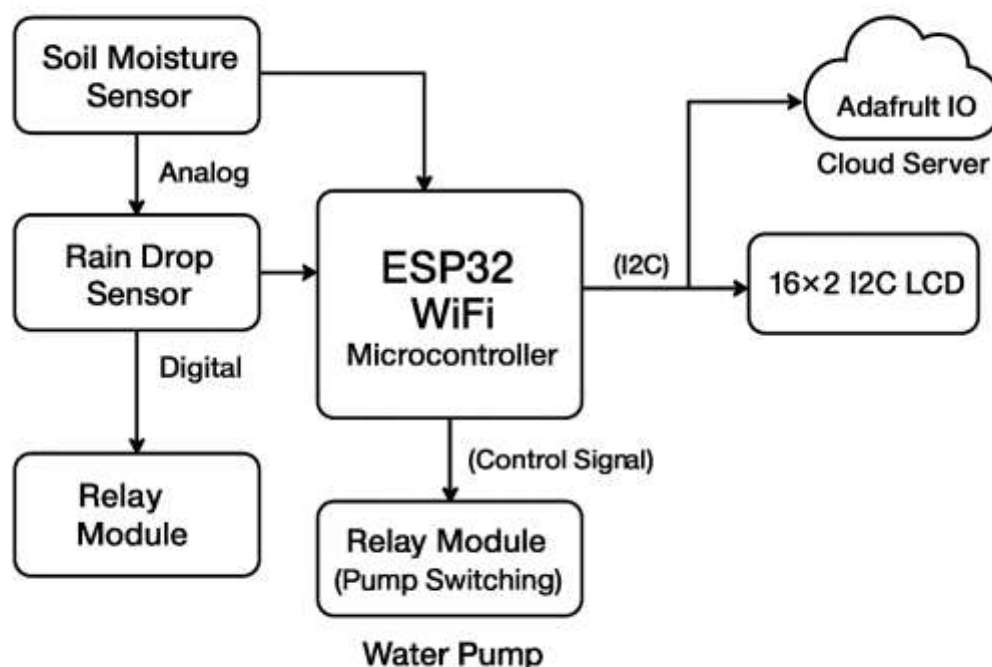 Soil Moisture
Sensor
Analog
Rain Drop
Sensor
Digital
Relay
Module
ESP32
WiFi
Microcontroller
(I2C)
Adafruit IO
Cloud Server
16×2 I2C LCD
(Control Signal)
Relay Module
(Pump Switching)
Water Pump